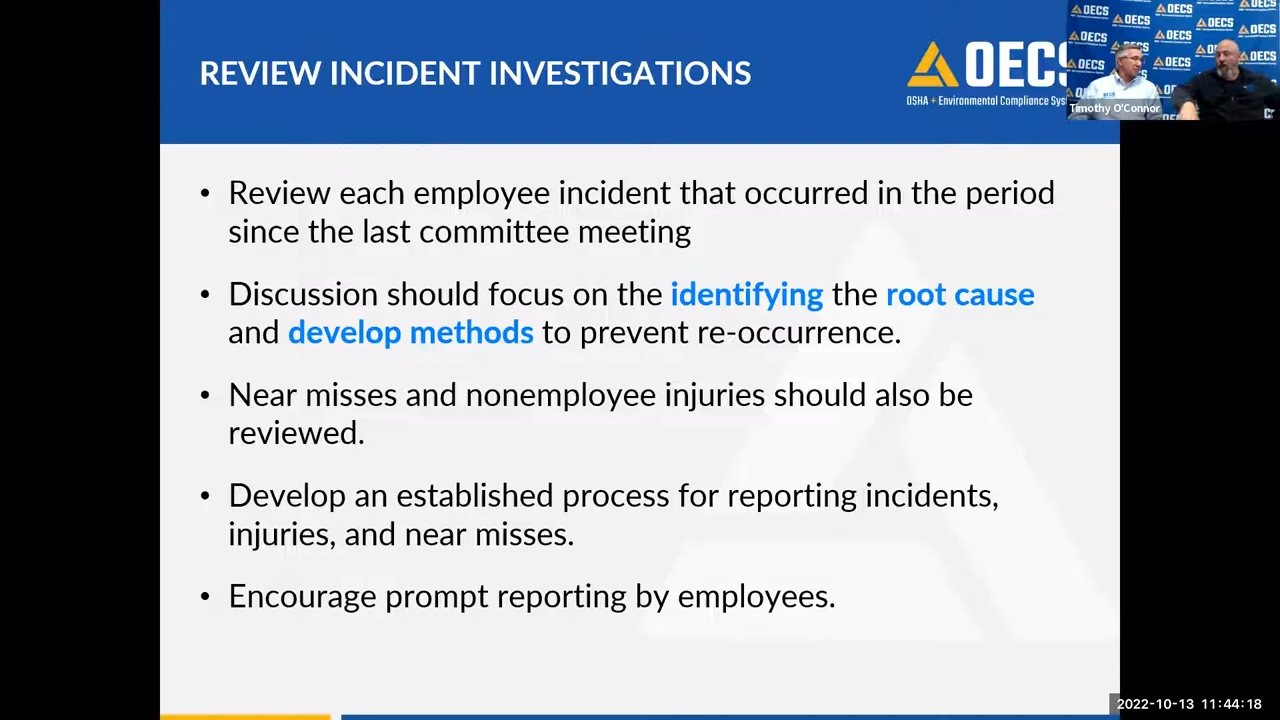 REVIEW INCIDENT INVESTIGATIONS
OECS
OSHA + Environmental Compliance
Timothy O'Connor
• Review each employee incident that occurred in the period
since the last committee meeting
• Discussion should focus on the identifying the root cause
and develop methods to prevent re-occurrence.
• Near misses and nonemployee injuries should also be
reviewed.
• Develop an established process for reporting incidents,
injuries, and near misses.
• Encourage prompt reporting by employees.
2022-10-13 11:44:18